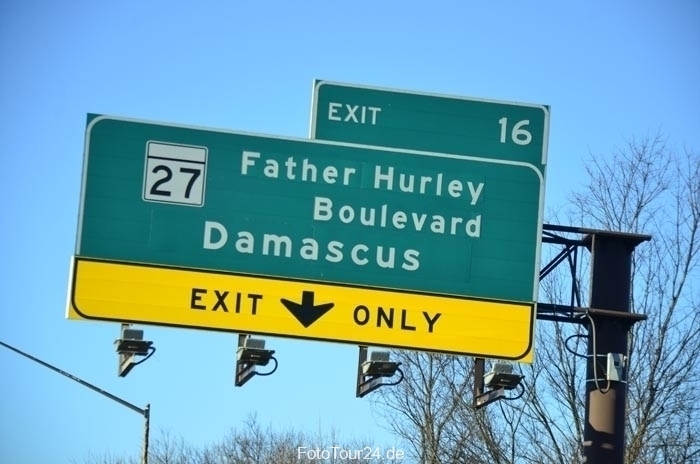 EXIT 16
27 Father Hurley
Boulevard
Damascus
EXIT ONLY
FotoTour24.de